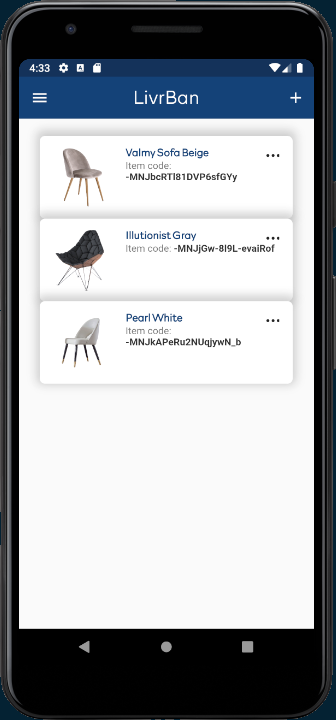 4:33
LivrBan
Valmy Sofa Beige
Item code:
-MNJbcRTl81DVP6sfGYy
Illutionist Gray
Item code: -MNJjGw-8I9L-evaiRof
Pearl White
Item code:
-MNJkAPeRu2NUqjywN_b